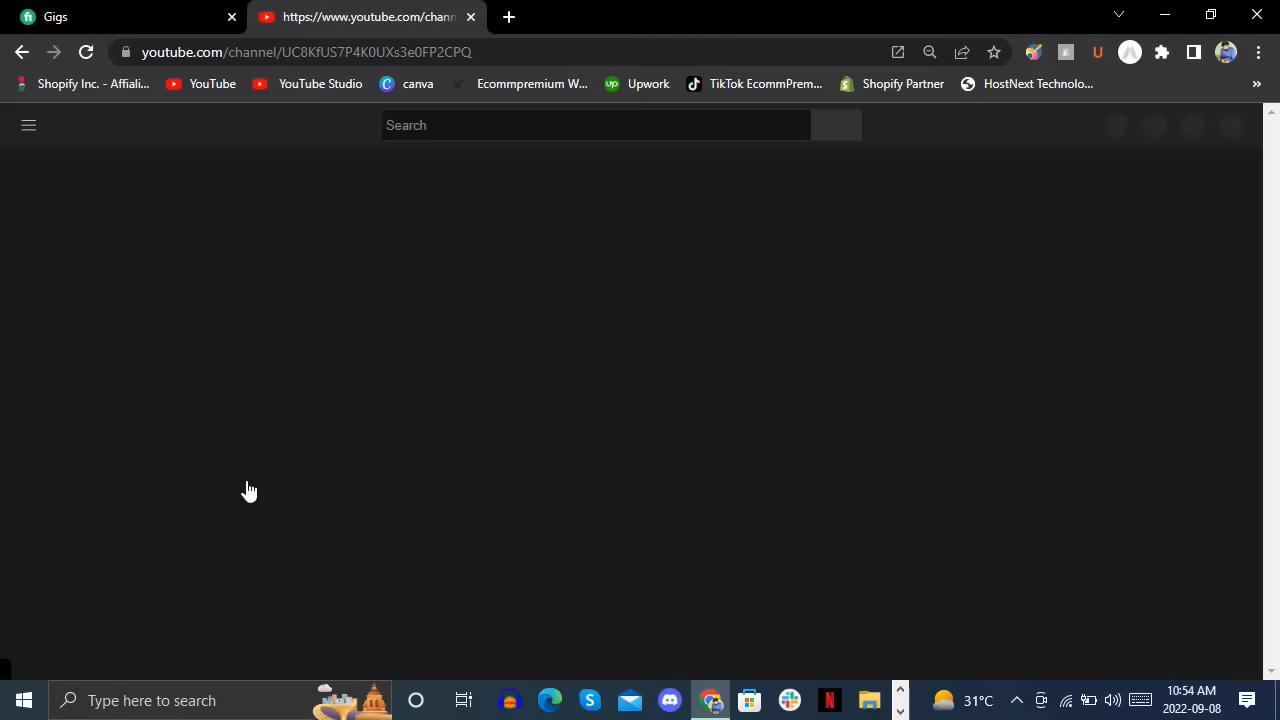 Gigs
https://www.youtube.com/chann
youtube.com/channel/UC8KfUS7P4K0UXs3e0FP2CPQ
Shopify Inc. - Affiali...
YouTube
YouTube Studio
canva
Ecommpremium W...
Upwork
TikTok EcommPrem...
Shopify Partner
HostNext Technolo...
Search
Type here to search
31°C
10:54 AM
2022-09-08